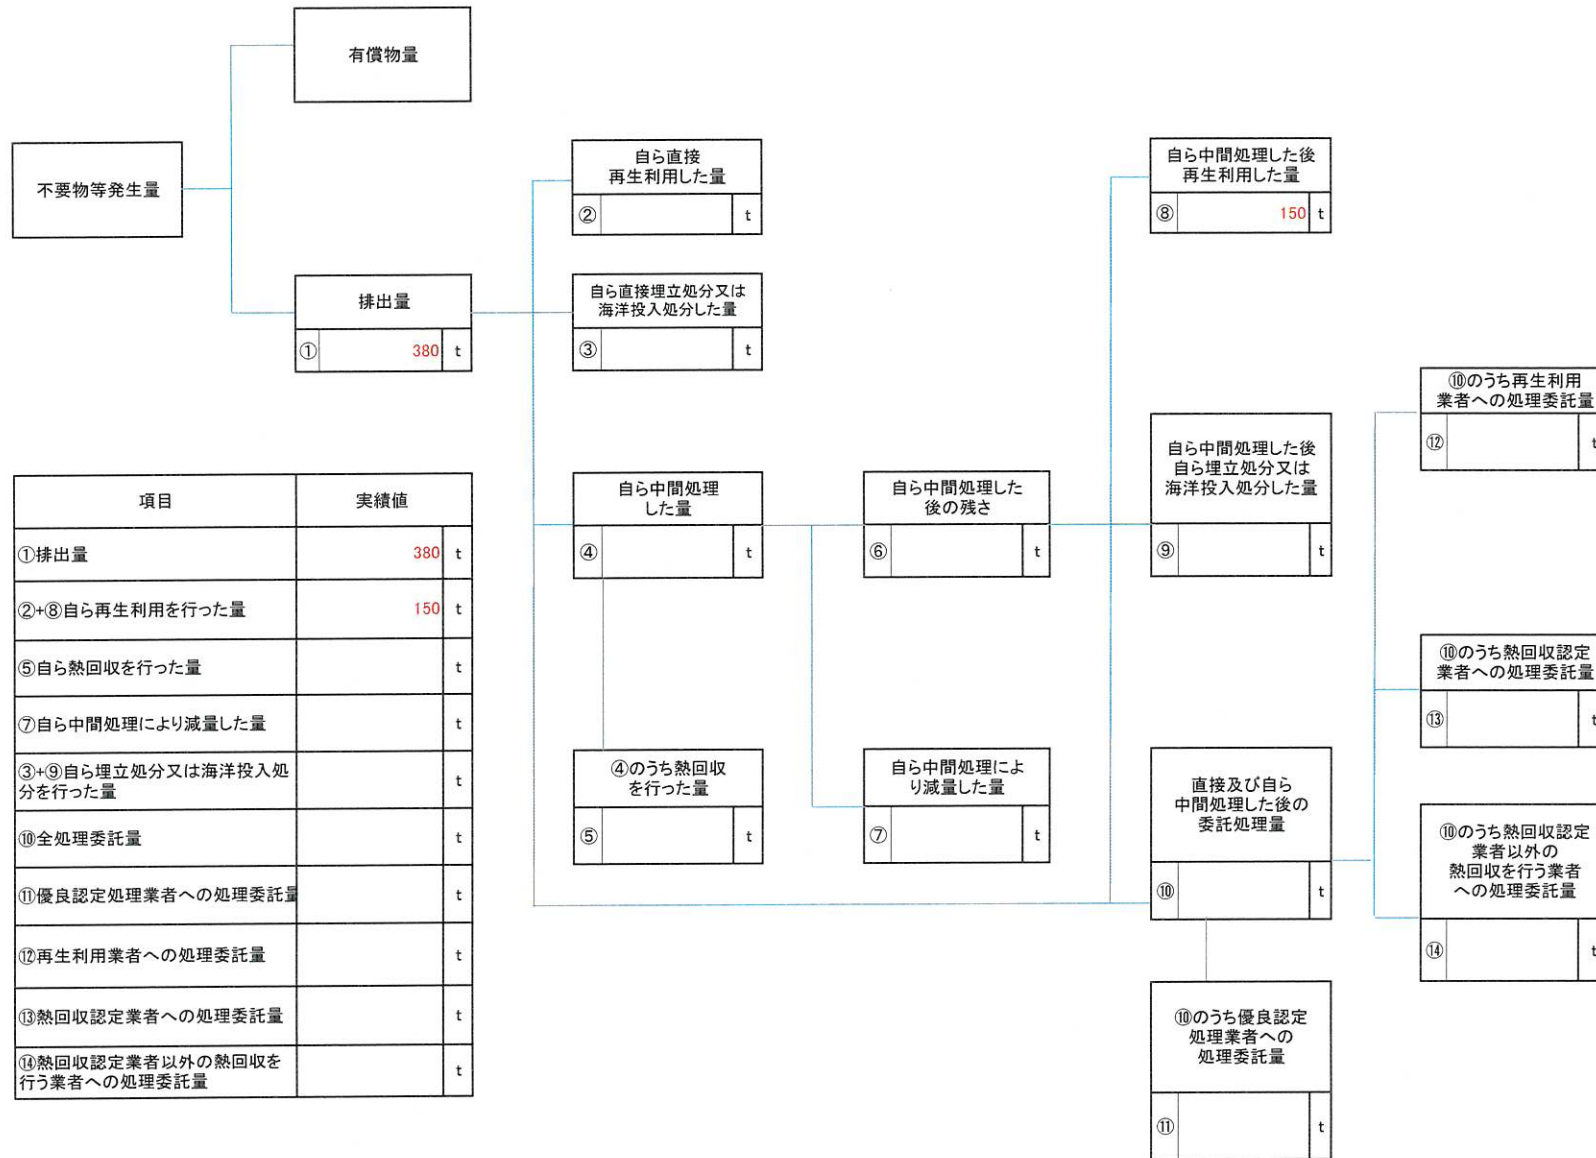 有償物量
不要物等発生量
排出量
① 380 t
自ら直接
再生利用した量
② t
自ら直接埋立処分又は
海洋投入処分した量
③ t
自ら中間処理
した量
④ t
④のうち熱回収
を行った量
⑤ t
自ら中間処理した
後の残さ
⑥ t
自ら中間処理によ
り減量した量
⑦ t
自ら中間処理した後
再生利用した量
⑧ 150 t
自ら中間処理した後
自ら埋立処分又は
海洋投入処分した量
⑨ t
直接及び自ら
中間処理した後の
委託処理量
⑩ t
⑩のうち優良認定
処理業者への
処理委託量
⑪ t
⑩のうち再生利用
業者への処理委託量
⑫ t
⑩のうち熱回収認定
業者への処理委託量
⑬ t
⑩のうち熱回収認定
業者以外の
熱回収を行う業者
への処理委託量
⑭ t
項目 実績値
①排出量 380 t
②+⑧自ら再生利用を行った量 150 t
⑤自ら熱回収を行った量 t
⑦自ら中間処理により減量した量 t
③+⑨自ら埋立処分又は海洋投入処
分を行った量 t
⑩全処理委託量 t
⑪優良認定処理業者への処理委託量 t
⑫再生利用業者への処理委託量 t
⑬熱回収認定業者への処理委託量 t
⑭熱回収認定業者以外の熱回収を
行う業者への処理委託量 t